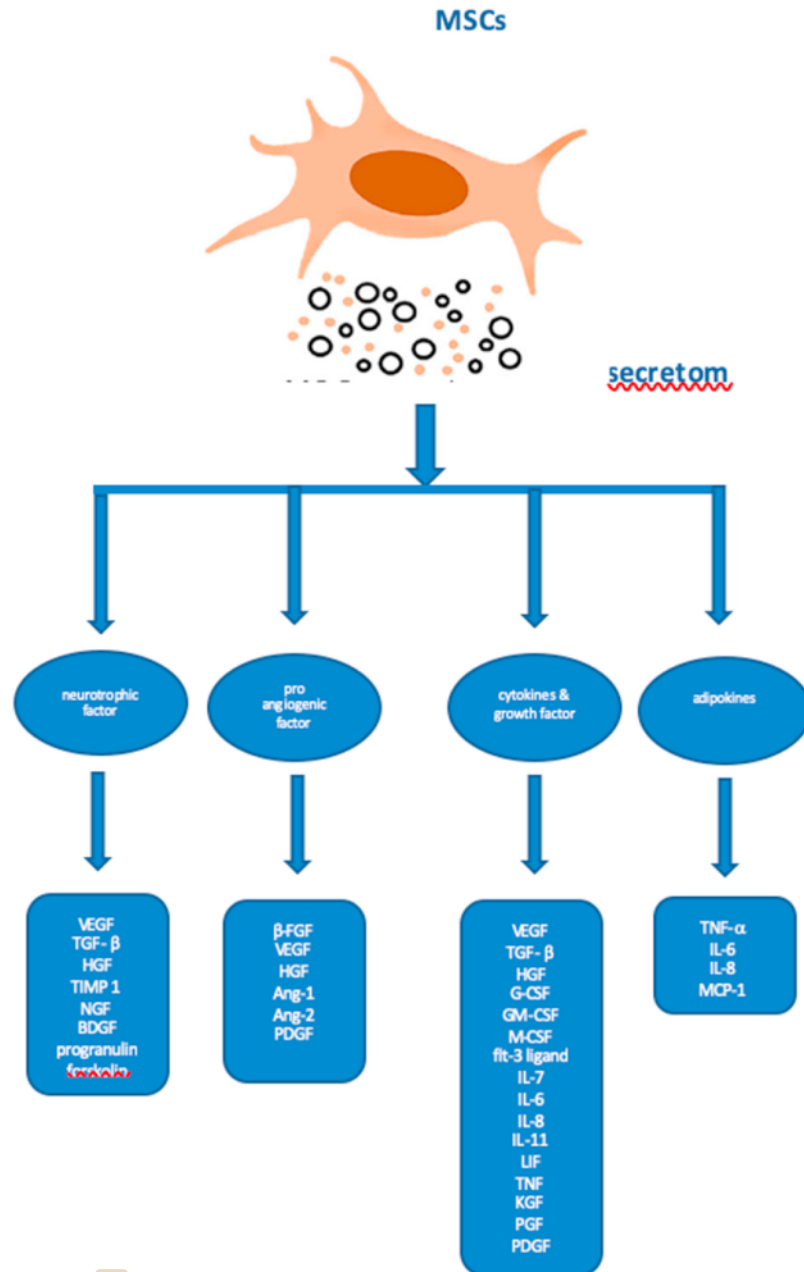 MSCs
secretom
neurotrophic
factor
pro
angiogenic
factor
cytokines &
growth factor
adipokines
VEGF
TGF- β
HGF
TIMP 1
NGF
BDGF
progranulin
forskolin
β-FGF
VEGF
HGF
Ang-1
Ang-2
PDGF
VEGF
TGF- β
HGF
G-CSF
GM-CSF
M-CSF
flt-3 ligand
IL-7
IL-6
IL-8
IL-11
LIF
TNF
KGF
PGF
PDGF
TNF-α
IL-6
IL-8
MCP-1